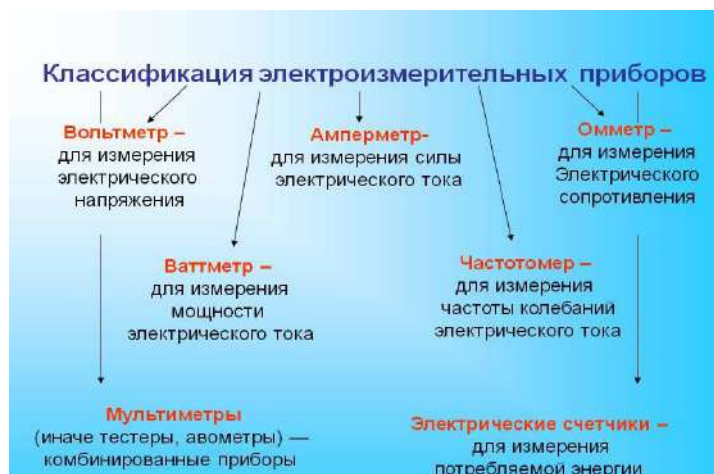 Классификация электроизмерительных приборов
Вольтметр –
для измерения
электрического
напряжения
Амперметр-
для измерения силы
электрического тока
Омметр –
для измерения
Электрического
сопротивления
Ваттметр –
для измерения
мощности
электрического тока
Частотомер –
для измерения
частоты колебаний
электрического тока
Мультиметры
(иначе тестеры, авометры) —
комбинированные приборы
Электрические счетчики –
для измерения
потребляемой энергии